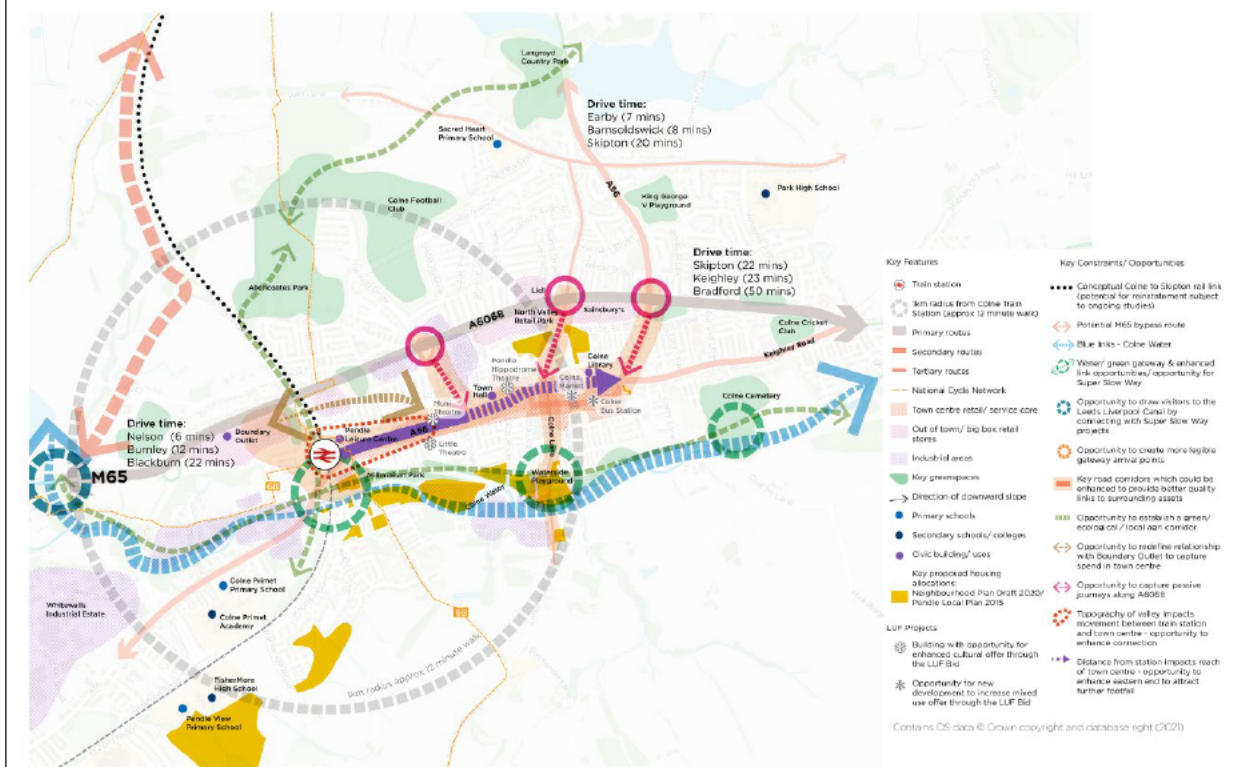 Langroyd
Country Park
Drive time:
Earby (7 mins)
Barnsoldswick (8 mins)
Skipton (20 mins)
Sacred Heart
Primary School
A56
Park High School
King George
V Playground
Colne Football
Club
Drive time:
Skipton (22 mins)
Keighley (23 mins)
Bradford (50 mins)
Alkincoates Park
Lidl
North Valley
Retail Park
Sainsbury's
A6068
Colne Cricket
Club
Keighley Road
Pendle
Hippodrome
Theatre
Colne
Library
Town
Hall
Colne
Market
Colne
Bus Station
Muni
Theatre
A56
Colne Lane
Colne Cemetery
Drive time:
Nelson (6 mins)
Burnley (12 mins)
Blackburn (22 mins)
Boundary
Outlet
Pendle
Leisure Centre
Little
Theatre
M65
68
Millennium Park
Waterside
Playground
Colne Water
Colne Primet
Primary School
Whitewalls
Industrial Estate
Colne Primet
Academy
68
1km radius approx 12 minute walk
FisherMore
High School
Pendle View
Primary School
Key Features
Train station
1km radius from Colne Train
Station (approx 12 minute walk)
Primary routes
Secondary routes
Tertiary routes
National Cycle Network
Town centre retail/ service core
Out of town/ big box retail
stores
Industrial areas
Key greenspaces
Direction of downward slope
Primary schools
Secondary schools/ colleges
Civic building/ uses
Key proposed housing
allocations:
Neighbourhood Plan Draft 2020/
Pendle Local Plan 2015
LUF Projects
Building with opportunity for
enhanced cultural offer through
the LUF Bid
Opportunity for new
development to increase mixed
use offer through the LUF Bid
Key Constraints/ Opportunities
Conceptual Colne to Skipton rail link
(potential for reinstatement subject
to ongoing studies)
Potential M65 bypass route
Blue links - Colne Water
Water/ green gateway & enhanced
link opportunities/ opportunity for
Super Slow Way
Opportunity to draw visitors to the
Leeds Liverpool Canal by
connecting with Super Slow Way
projects
Opportunity to create more legible
gateway arrival points
Key road corridors which could be
enhanced to provide better quality
links to surrounding assets
Opportunity to establish a green/
ecological / local agri corridor
Opportunity to redefine relationship
with Boundary Outlet to capture
spend in town centre
Opportunity to capture passive
journeys along A6068
Topography of valley impacts
movement between train station
and town centre - opportunity to
enhance connection
Distance from station impacts reach
of town centre - opportunity to
enhance eastern end to attract
further footfall
Contains OS data © Crown copyright and database right (2021)